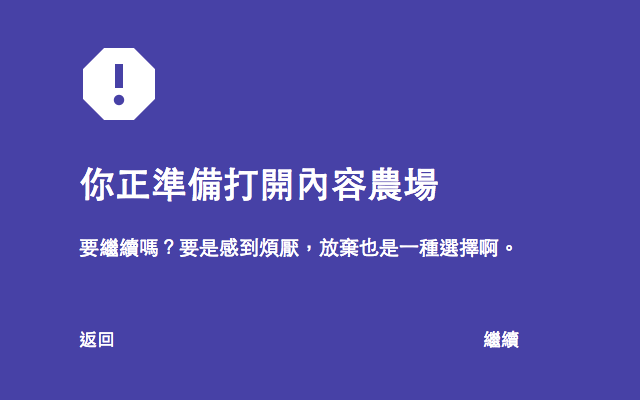 你正準備打開內容農場
要繼續嗎？要是感到煩厭，放棄也是一種選擇啊。
返回
繼續